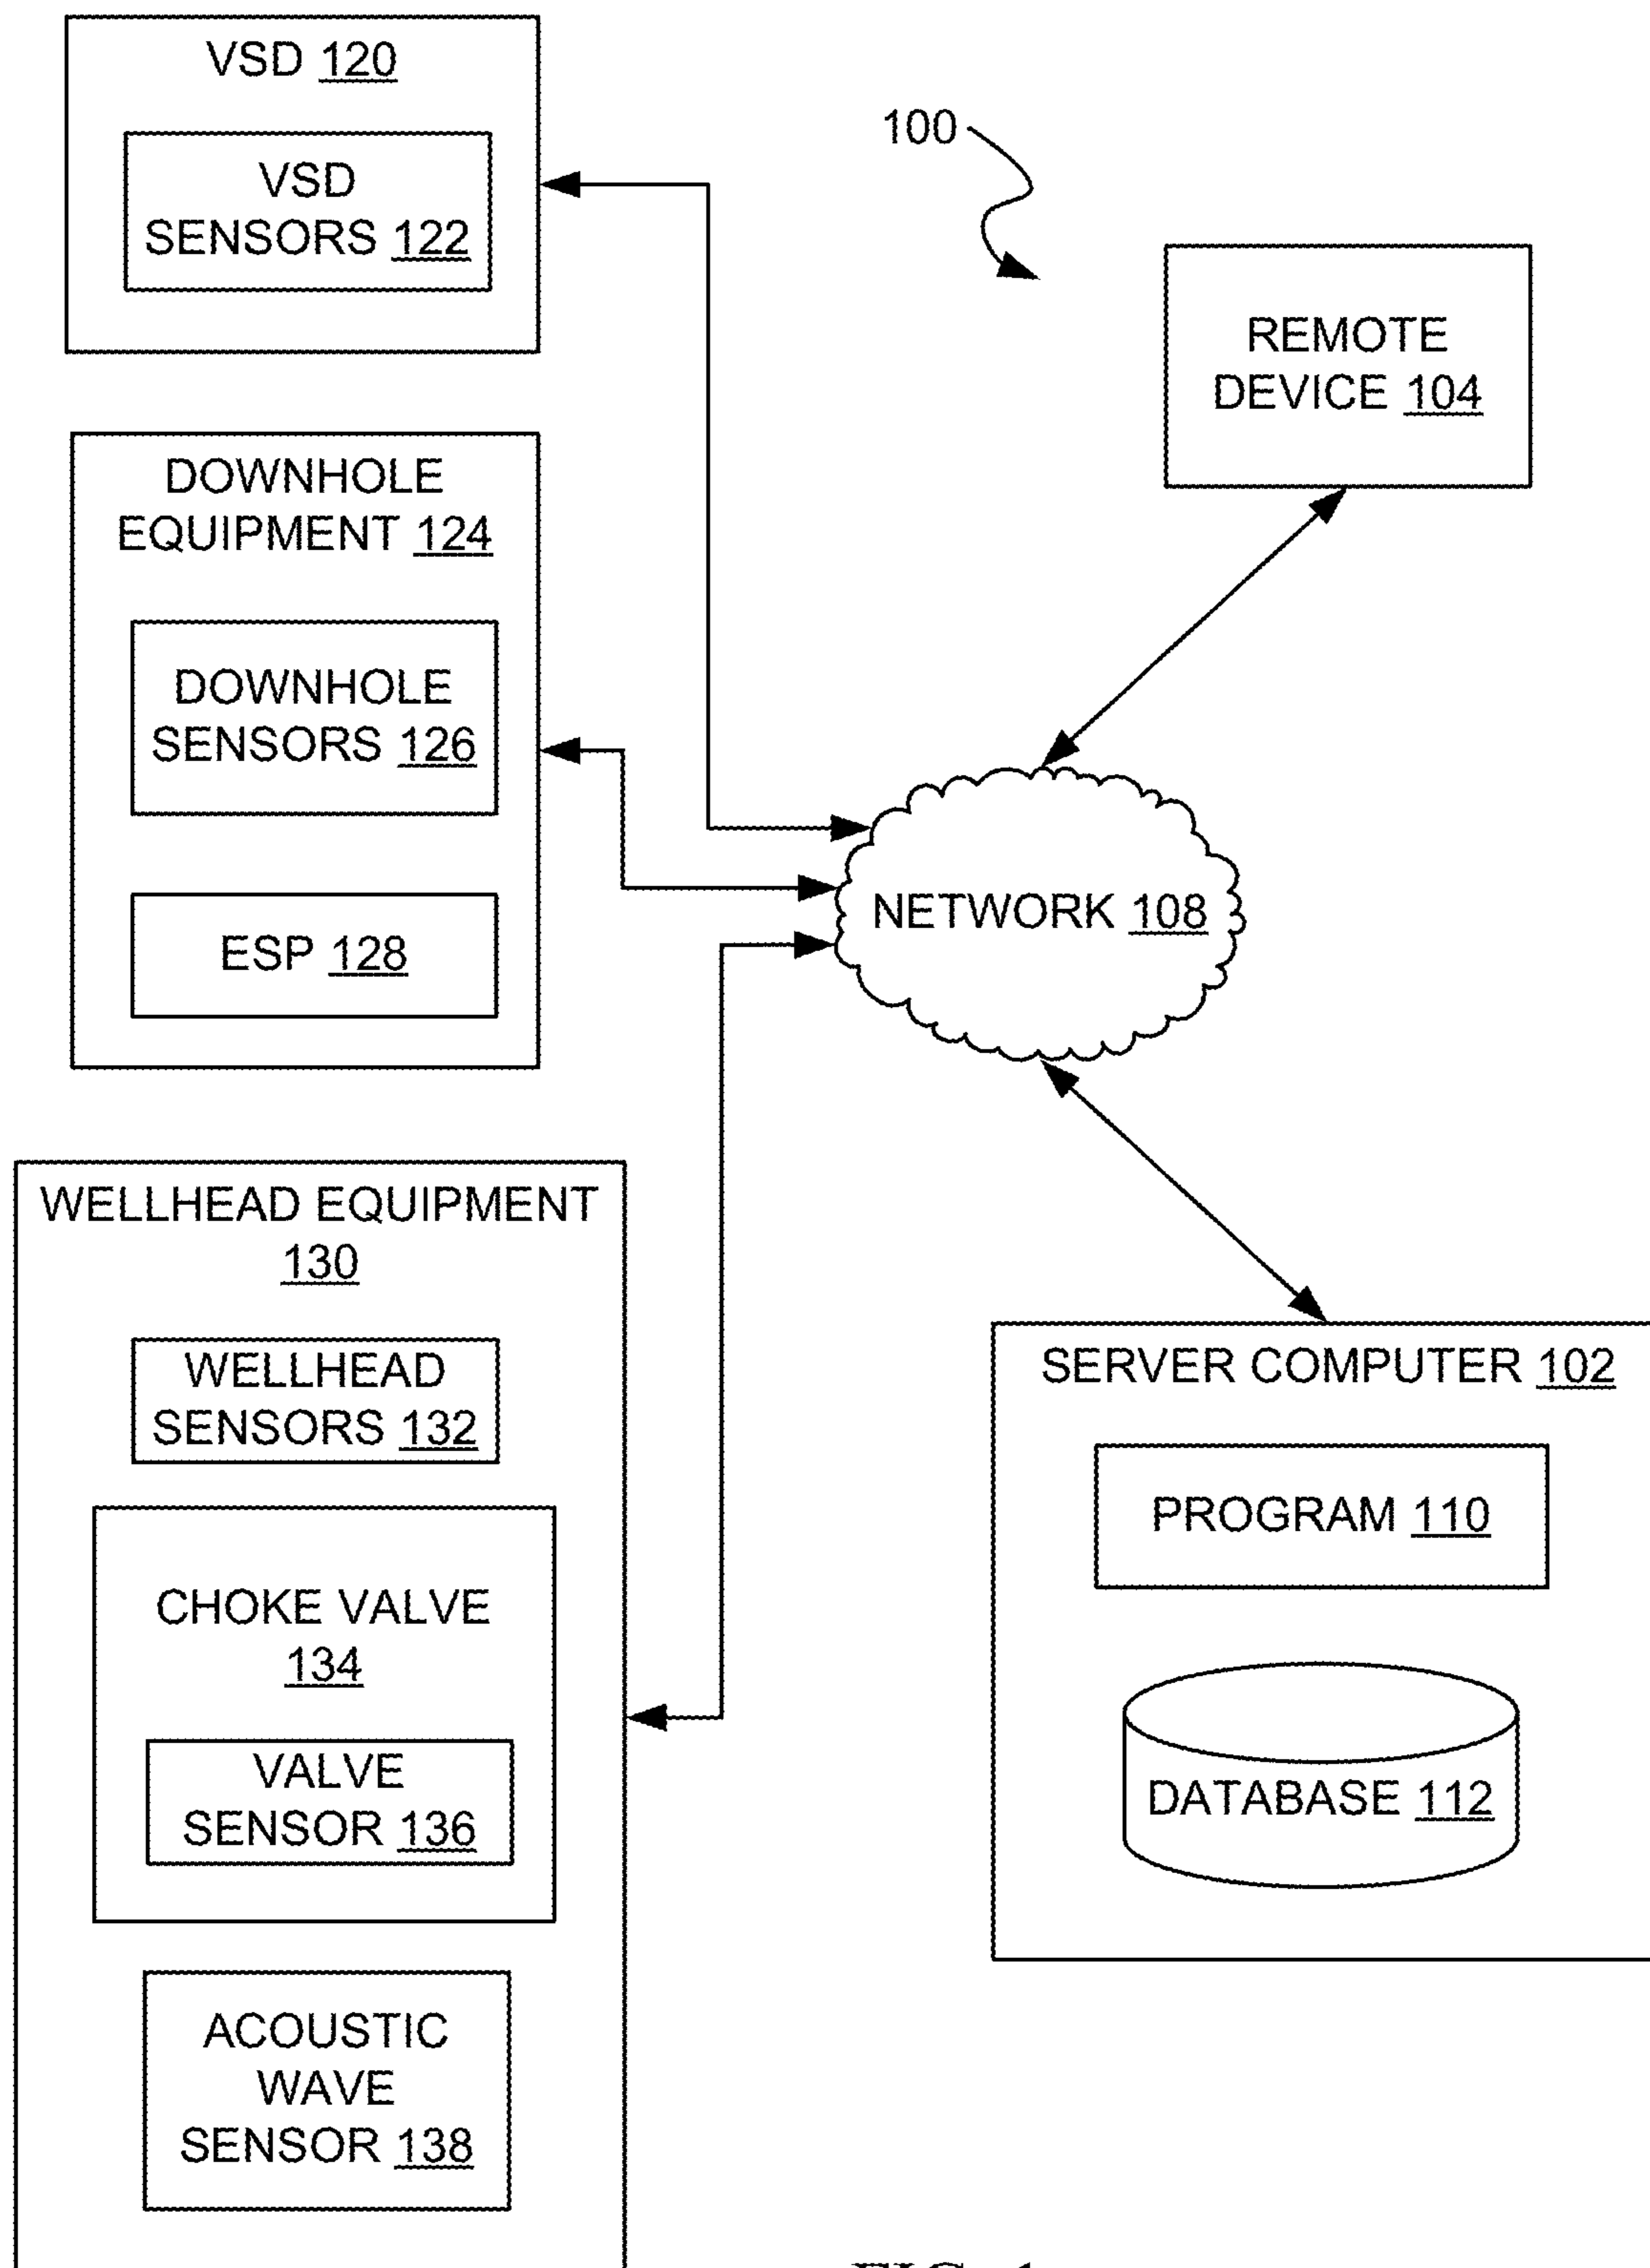 VSD 120
VSD
SENSORS 122
100
REMOTE
DEVICE 104
DOWNHOLE
EQUIPMENT 124
DOWNHOLE
SENSORS 126
ESP 128
NETWORK 108
WELLHEAD EQUIPMENT
130
WELLHEAD
SENSORS 132
CHOKE VALVE
134
VALVE
SENSOR 136
ACOUSTIC
WAVE
SENSOR 138
SERVER COMPUTER 102
PROGRAM 110
DATABASE 112